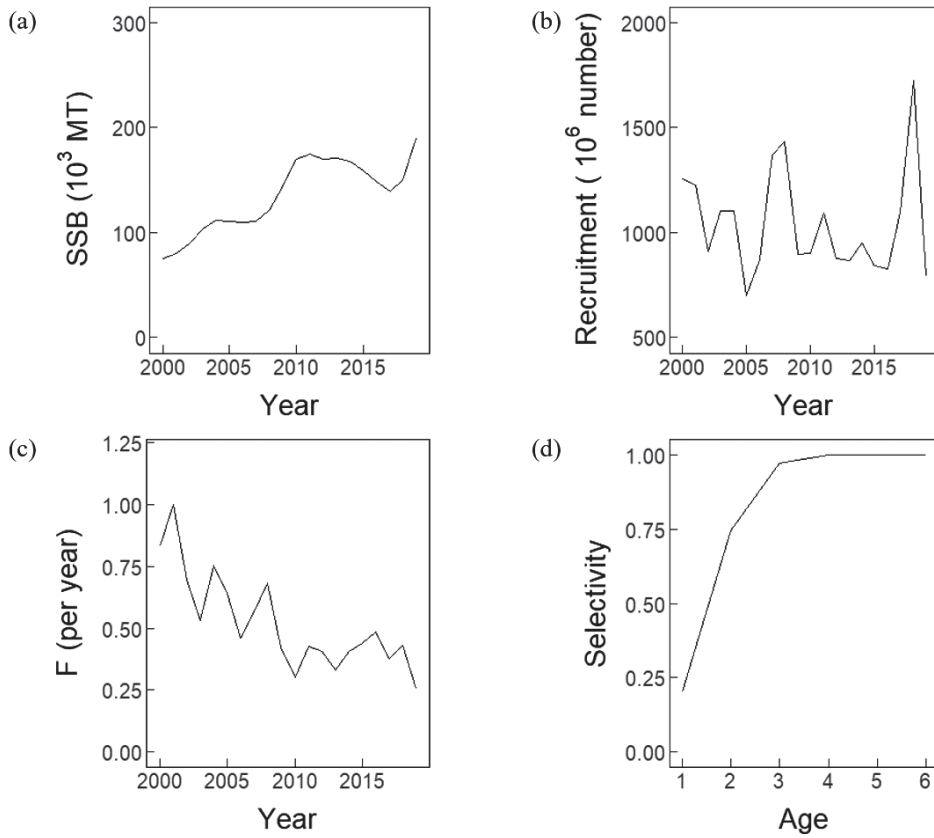 (a)
SSB (10³ MT)
300
200
100
0
2000 2005 2010 2015
Year
(b)
Recruitment ( 10⁶ number)
2000
1500
1000
500
2000 2005 2010 2015
Year
(c)
F (per year)
1.25
1.00
0.75
0.50
0.25
0.00
2000 2005 2010 2015
Year
(d)
Selectivity
1.00
0.75
0.50
0.25
0.00
1 2 3 4 5 6
Age